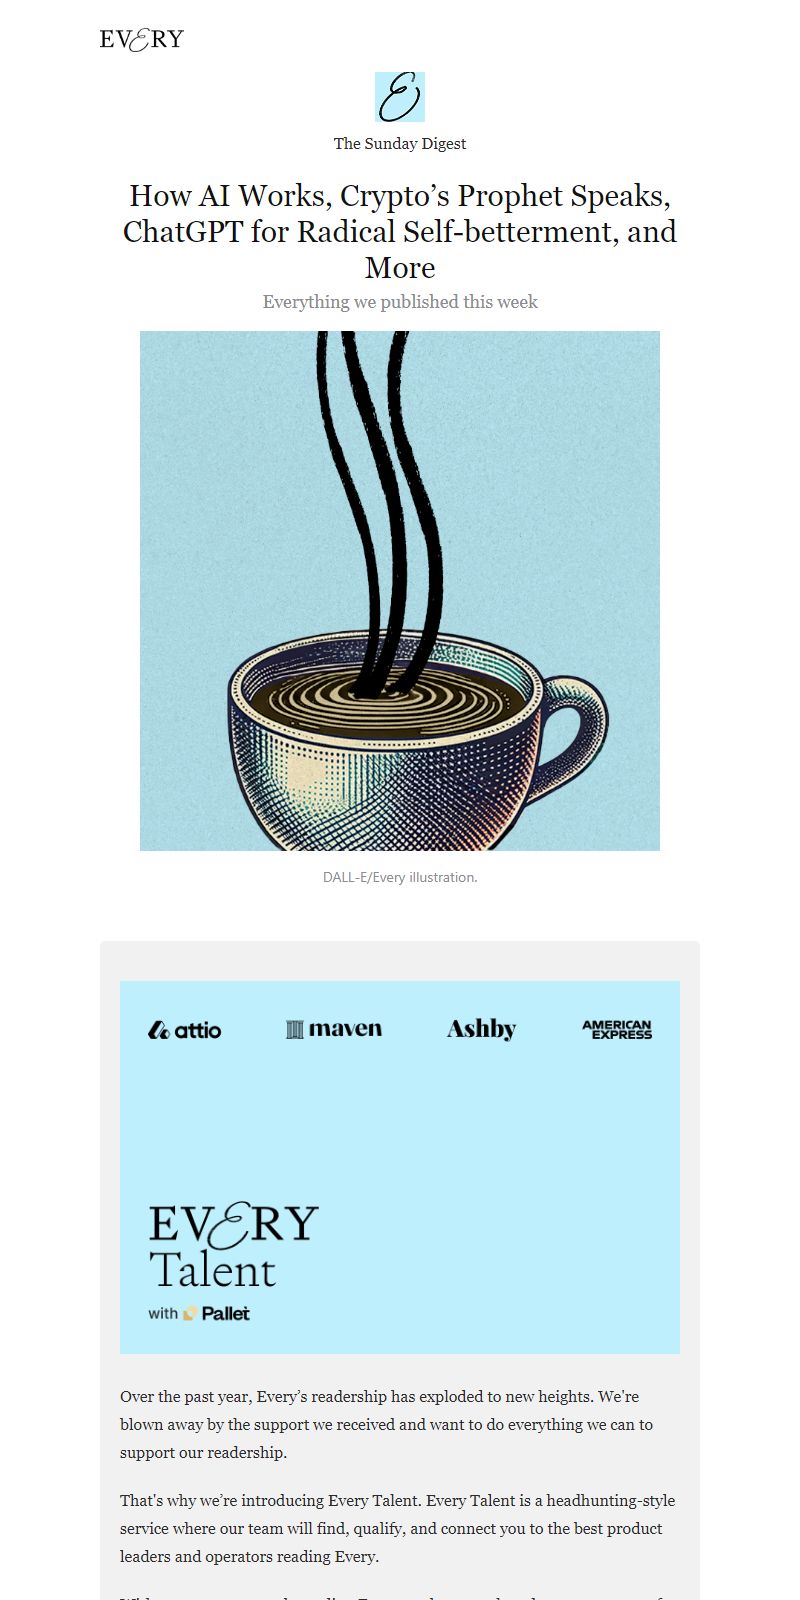 EVERY
E
The Sunday Digest
How AI Works, Crypto’s Prophet Speaks,
ChatGPT for Radical Self-betterment, and
More
Everything we published this week
DALL-E/Every illustration.
attio
maven
Ashby
AMERICAN
EXPRESS
EVERY
Talent
with Pallet
Over the past year, Every’s readership has exploded to new heights. We're
blown away by the support we received and want to do everything we can to
support our readership.
That's why we’re introducing Every Talent. Every Talent is a headhunting-style
service where our team will find, qualify, and connect you to the best product
leaders and operators reading Every.